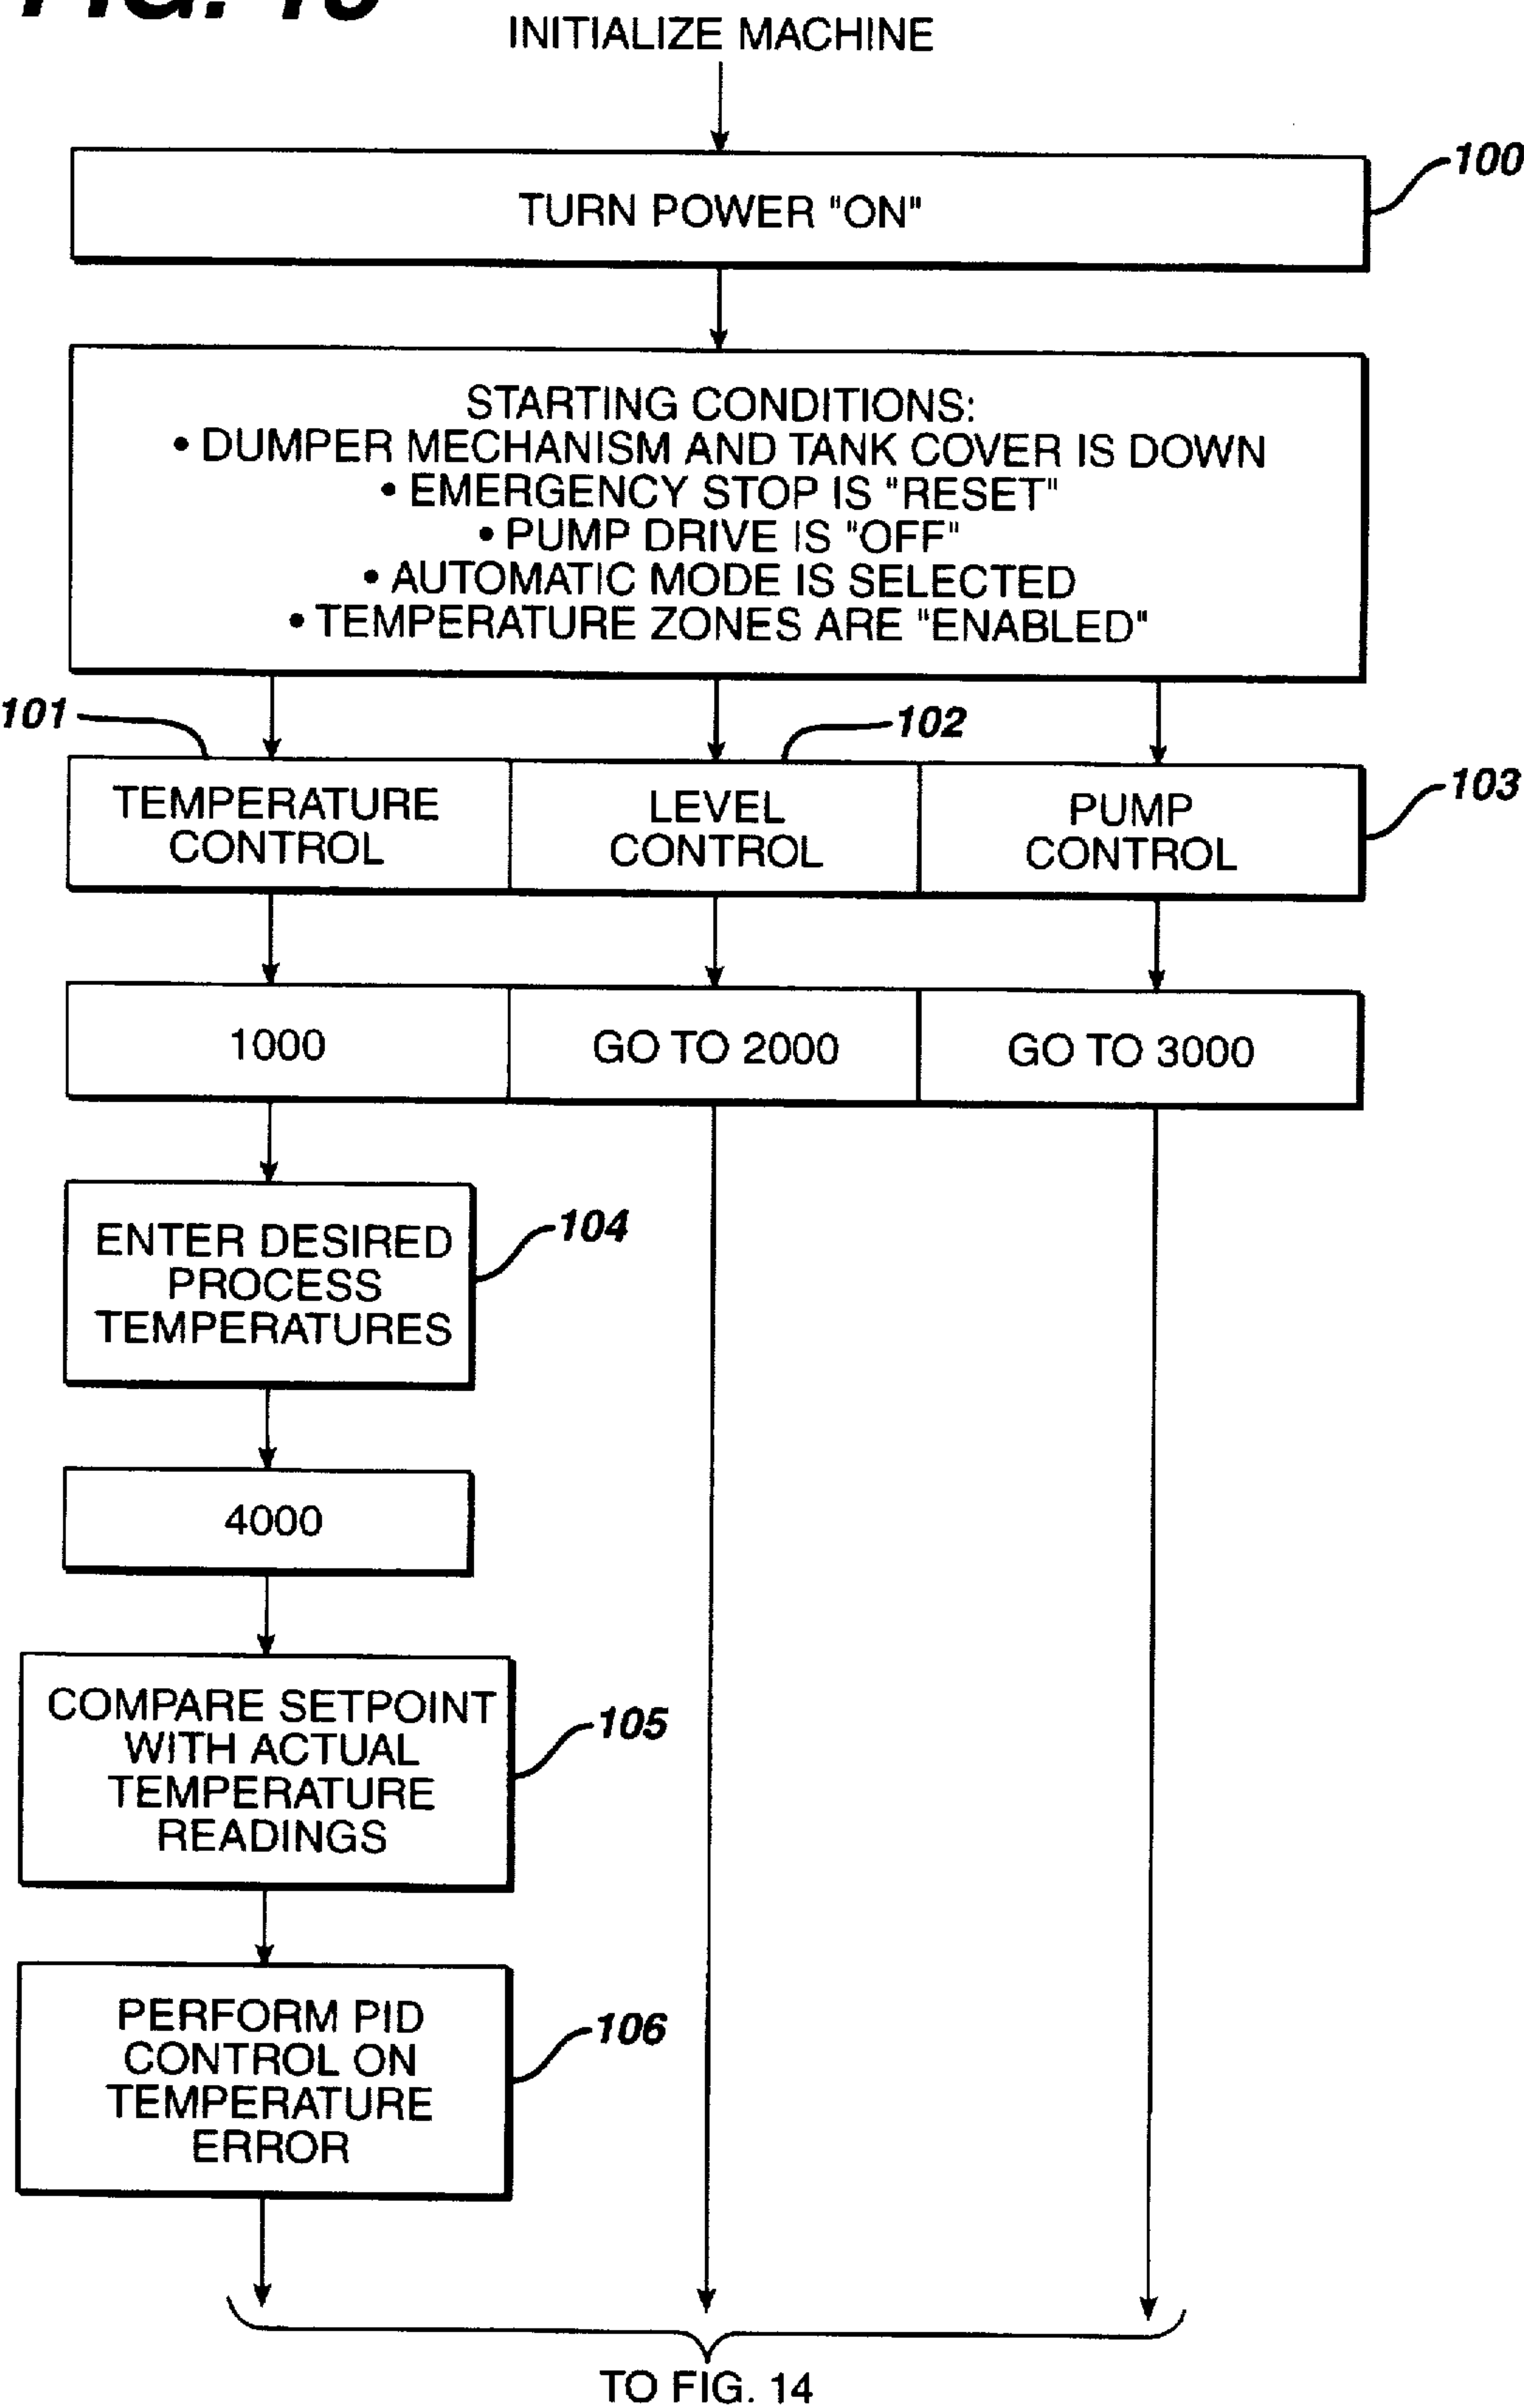 INITIALIZE MACHINE
100
TURN POWER "ON"
STARTING CONDITIONS:
• DUMPER MECHANISM AND TANK COVER IS DOWN
• EMERGENCY STOP IS "RESET"
• PUMP DRIVE IS "OFF"
• AUTOMATIC MODE IS SELECTED
• TEMPERATURE ZONES ARE "ENABLED"
101
102
103
TEMPERATURE
CONTROL
LEVEL
CONTROL
PUMP
CONTROL
1000
GO TO 2000
GO TO 3000
ENTER DESIRED
PROCESS
TEMPERATURES
104
4000
COMPARE SETPOINT
WITH ACTUAL
TEMPERATURE
READINGS
105
PERFORM PID
CONTROL ON
TEMPERATURE
ERROR
106
TO FIG. 14